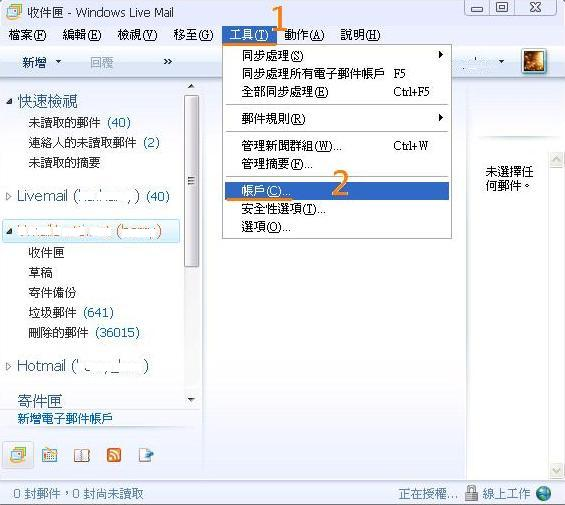 收件匣 - Windows Live Mail
1
檔案(F) 編輯(E) 檢視(V) 移至(G) 工具(T) 動作(A) 說明(H)
新增 回覆 »
同步處理(S)
同步處理所有電子郵件帳戶 F5
全部同步處理(E) Ctrl+F5
郵件規則(R)
管理新聞群組(W)... Ctrl+W
管理摘要(F)...
帳戶(C)... 2
安全性選項(T)...
選項(O)...
快速檢視
未讀取的郵件 (40)
連絡人的未讀取郵件 (2)
未讀取的摘要
Livemail ( ) (40)
收件匣
草稿
寄件備份
垃圾郵件 (641)
刪除的郵件 (36015)
Hotmail ( )
寄件匣
新增電子郵件帳戶
未選擇任
何郵件。
0 封郵件，0 封尚未讀取
正在授權... 線上工作